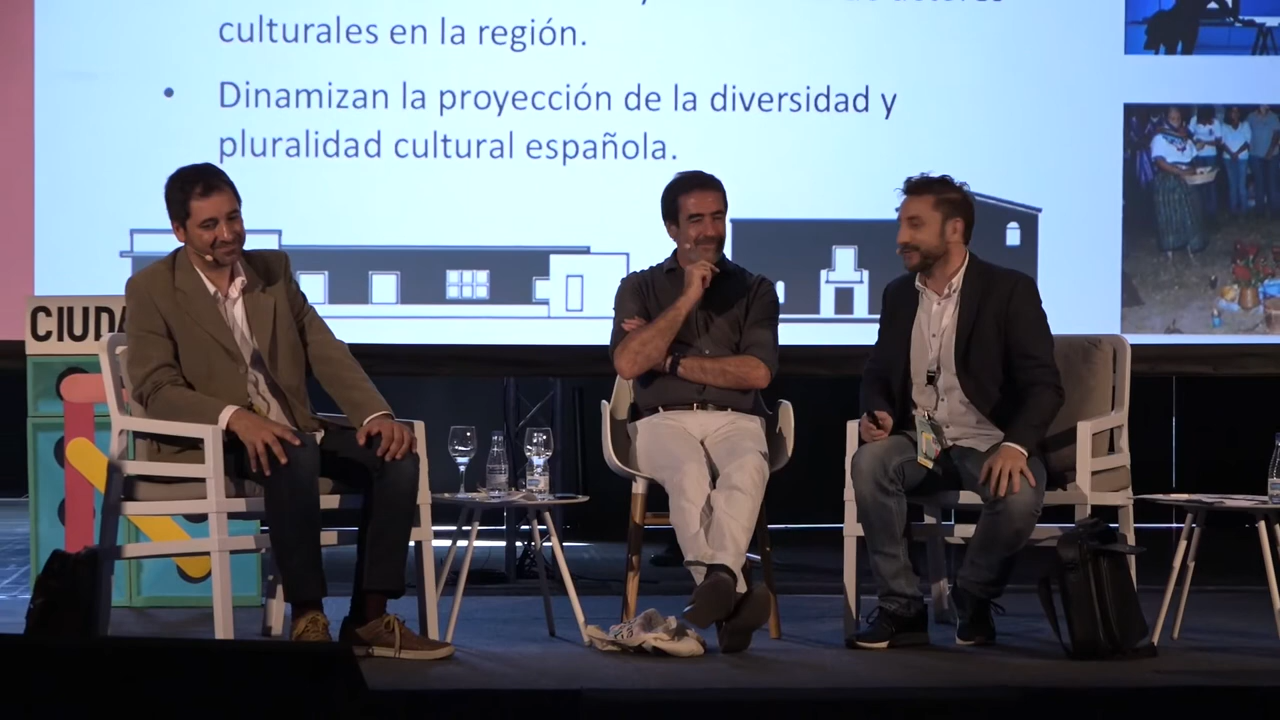 culturales en la región.
• Dinamizan la proyección de la diversidad y
pluralidad cultural española.
CIUDA